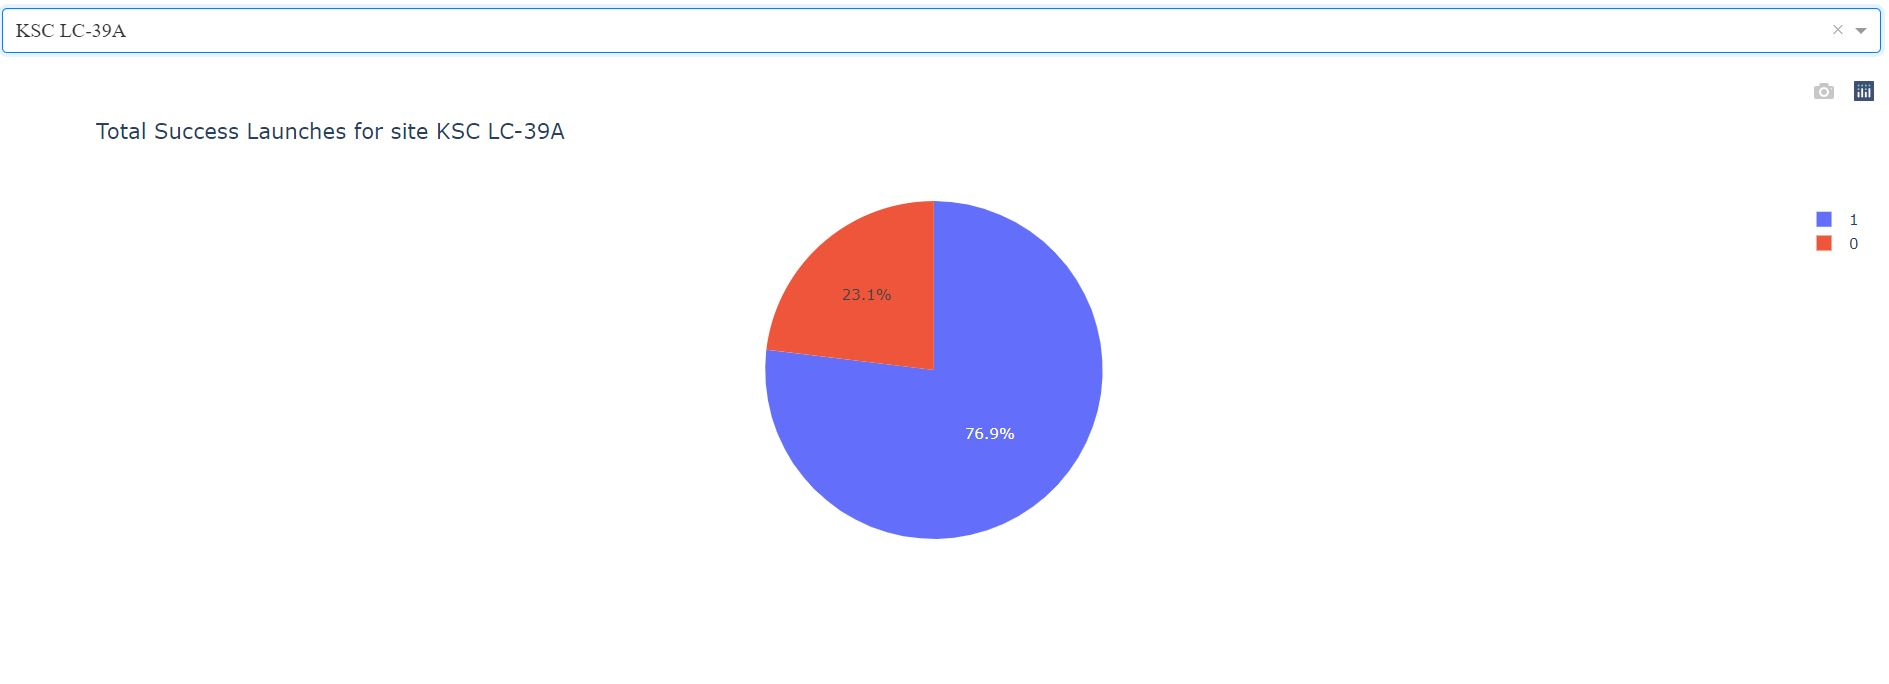 KSC LC-39A
Total Success Launches for site KSC LC-39A
1
0
23.1%
76.9%